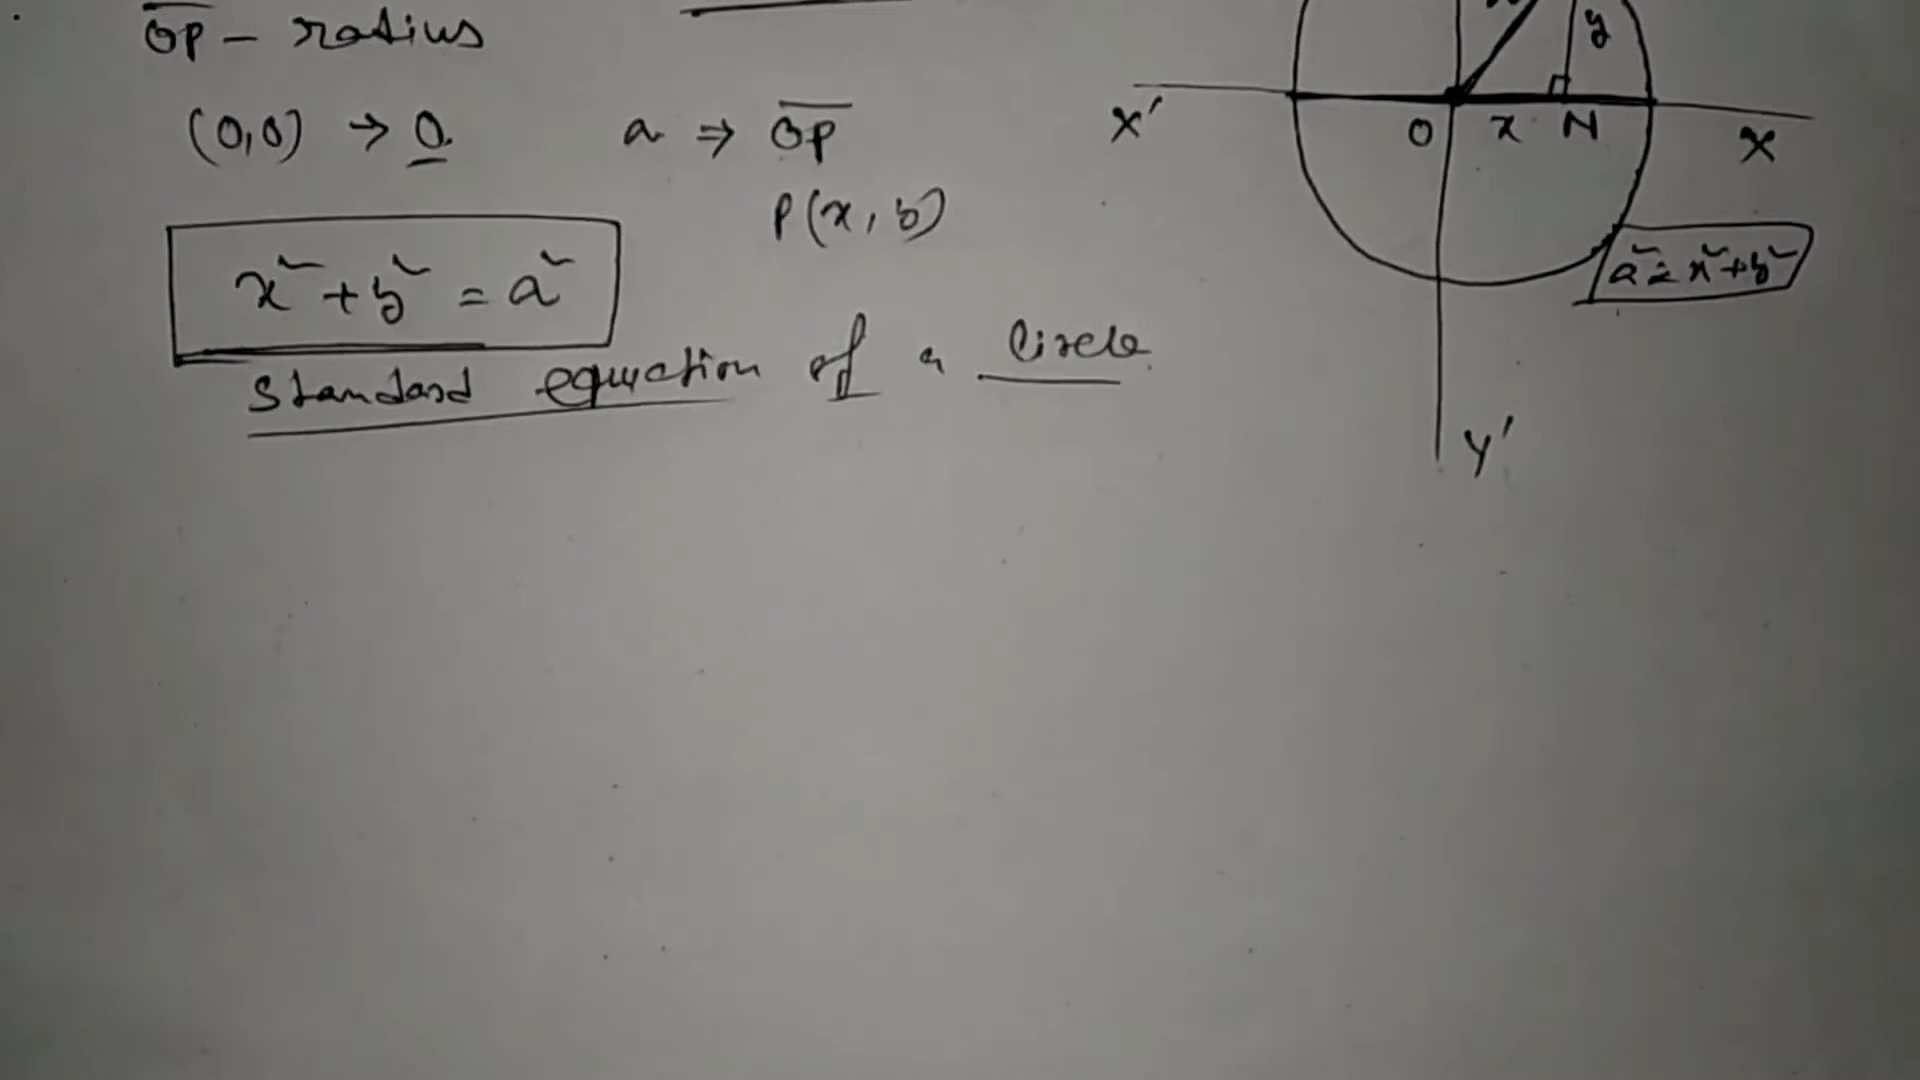 OP - radius
(0,0) → O.
a ⇒ OP
P(x, y)
x² + y² = a²
standard equation of a Circle.
y
X'
O x N
X
a² = x² + y²
Y'